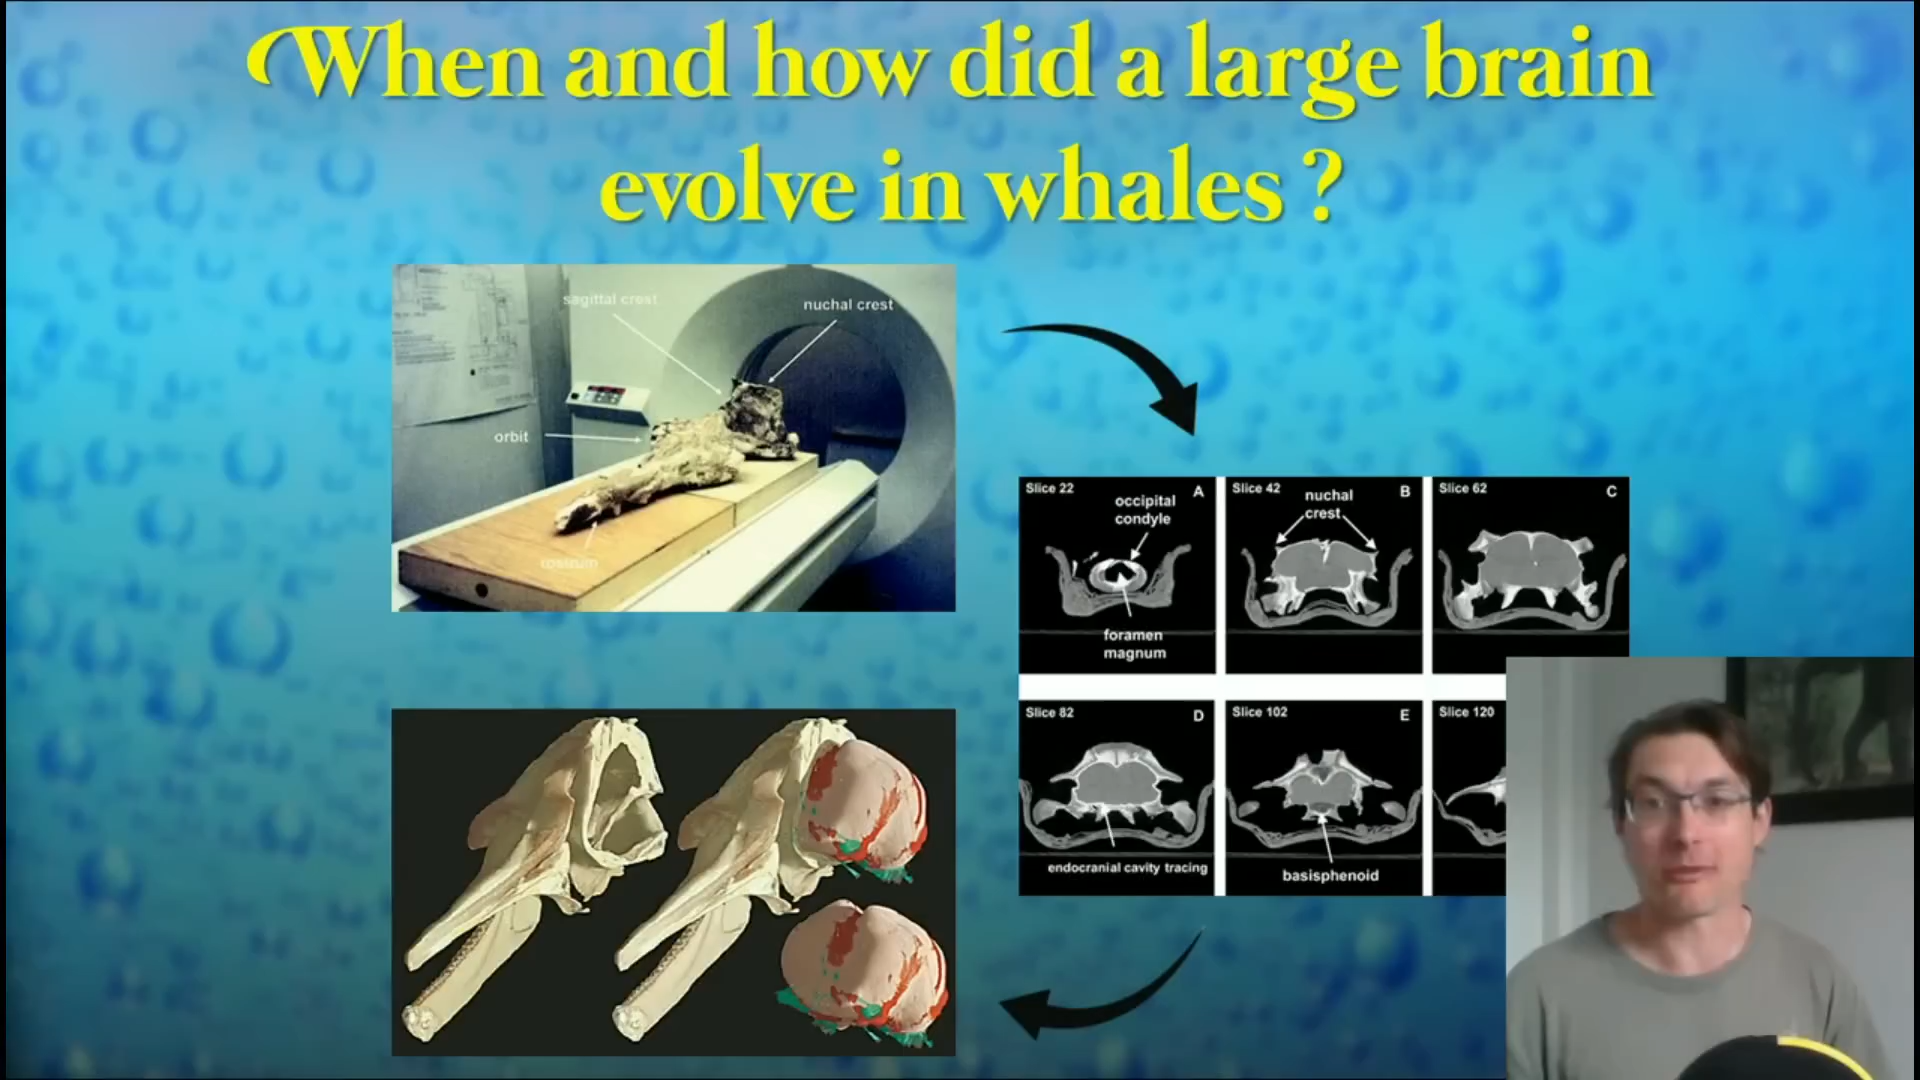 When and how did a large brain
evolve in whales ?
sagittal crest
nuchal crest
orbit
rostrum
Slice 22
A
occipital
condyle
foramen
magnum
Slice 42
B
nuchal
crest
Slice 62
C
Slice 82
D
endocranial cavity tracing
Slice 102
E
basisphenoid
Slice 120